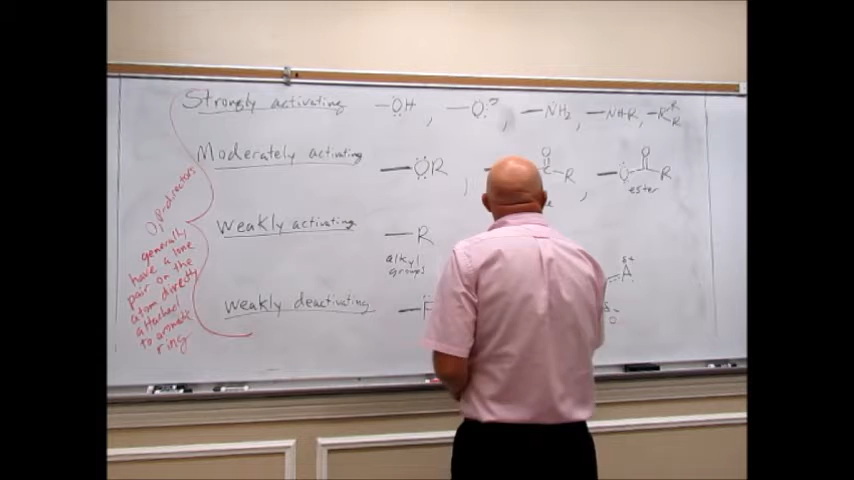 Strongly activating -ÖH , -O: , -NH₂ , -NHR , -N R R
Moderately activating -OR , O C R , O R
ester
Weakly activating -R
alkyl
groups
δ+ A
weakly deactivating -F
δ-
O,P-directors
generally
have a lone
pair on the
atom directly
attached
to aromatic
ring